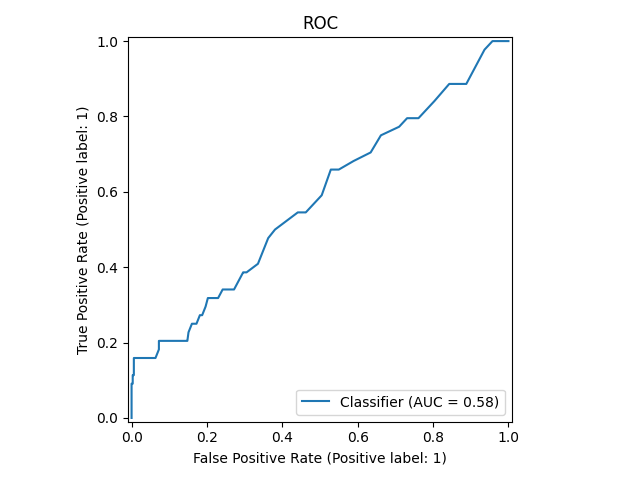 ROC
True Positive Rate (Positive label: 1)
1.0
0.8
0.6
0.4
0.2
0.0
Classifier (AUC = 0.58)
0.0 0.2 0.4 0.6 0.8 1.0
False Positive Rate (Positive label: 1)